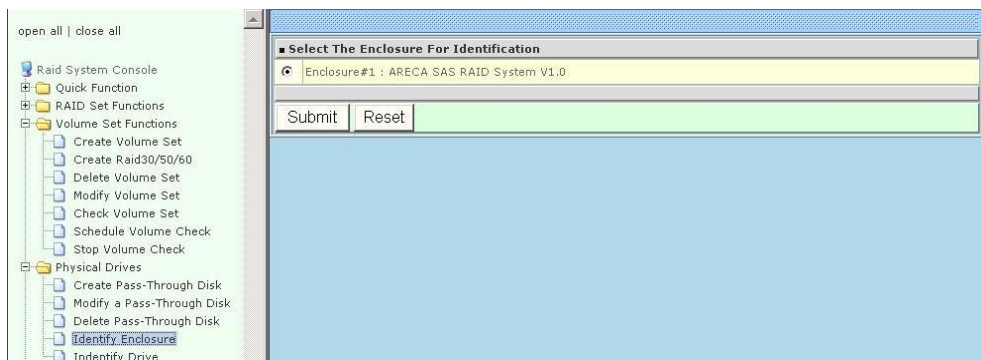 open all | close all
Raid System Console
Quick Function
RAID Set Functions
Volume Set Functions
Create Volume Set
Create Raid30/50/60
Delete Volume Set
Modify Volume Set
Check Volume Set
Schedule Volume Check
Stop Volume Check
Physical Drives
Create Pass-Through Disk
Modify a Pass-Through Disk
Delete Pass-Through Disk
Identify Enclosure
Indentify Drive
Select The Enclosure For Identification
Enclosure#1 : ARECA SAS RAID System V1.0
Submit Reset